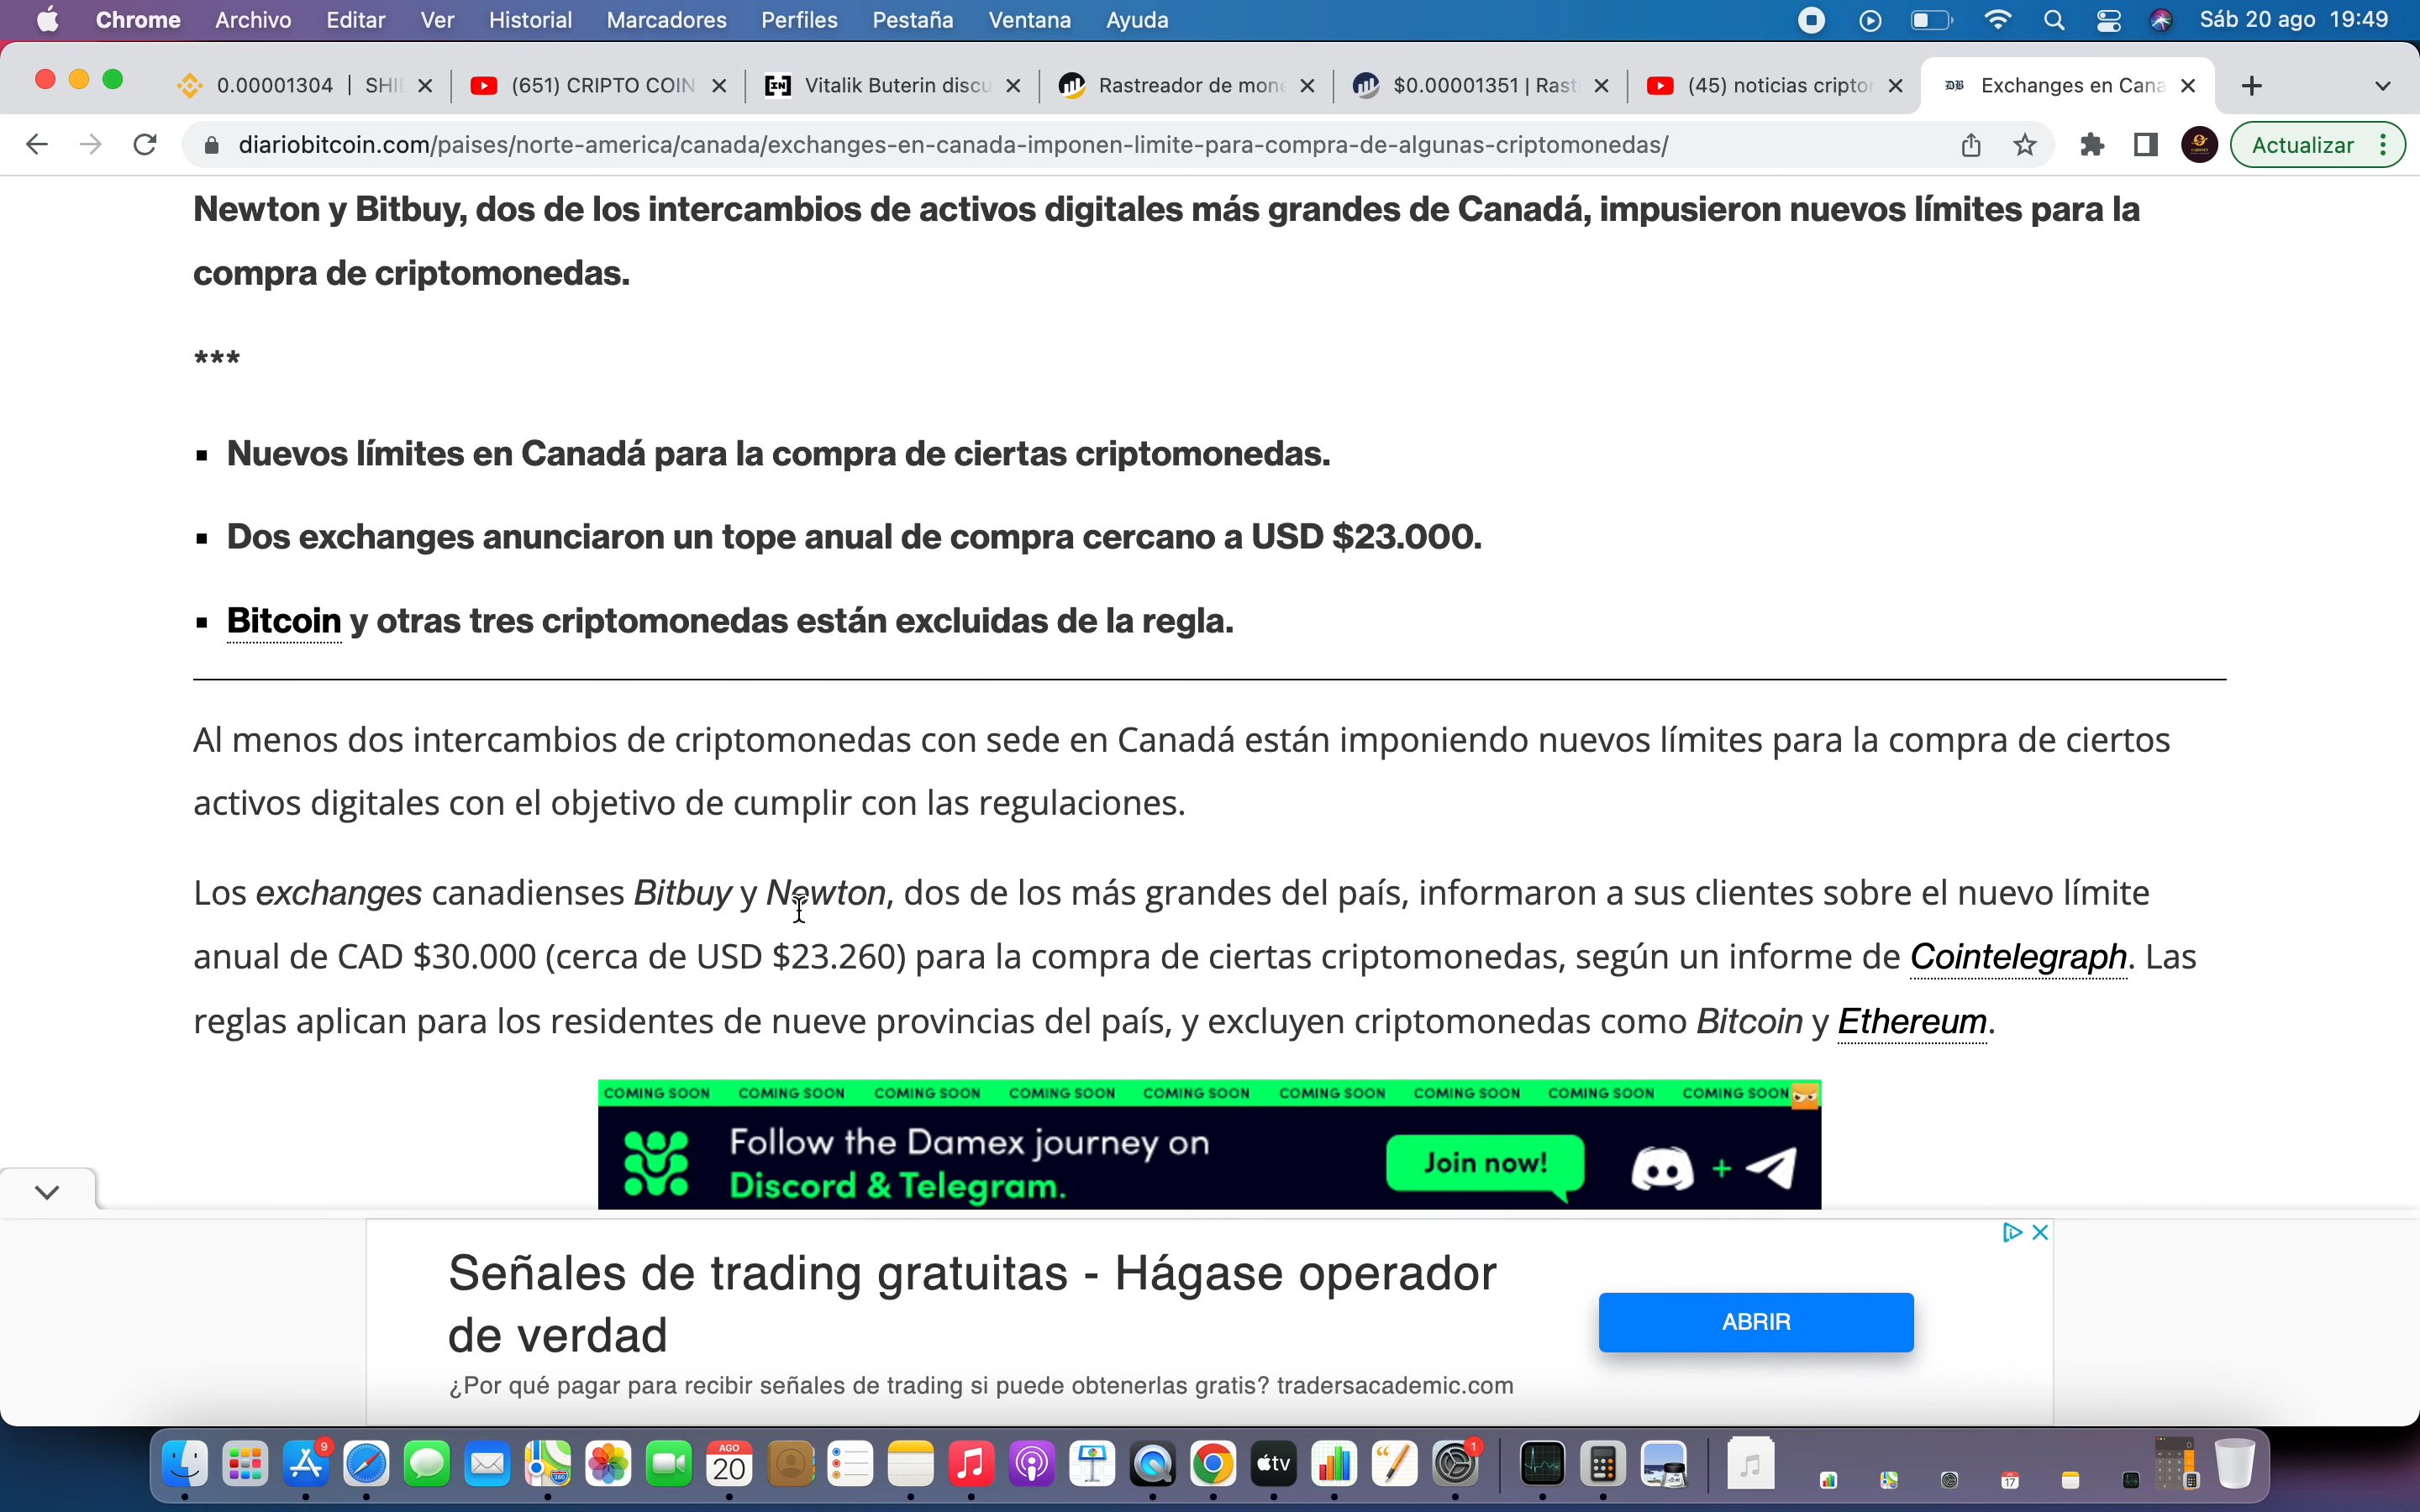 Chrome Archivo Editar Ver Historial Marcadores Perfiles Pestaña Ventana Ayuda Sáb 20 ago 19:49
0.00001304 | SHI (651) CRIPTO COIN Vitalik Buterin discu Rastreador de mone $0.00001351 | Rast (45) noticias cripto DB Exchanges en Cana
diariobitcoin.com/paises/norte-america/canada/exchanges-en-canada-imponen-limite-para-compra-de-algunas-criptomonedas/ Actualizar
Newton y Bitbuy, dos de los intercambios de activos digitales más grandes de Canadá, impusieron nuevos límites para la
compra de criptomonedas.
***
▪ Nuevos límites en Canadá para la compra de ciertas criptomonedas.
▪ Dos exchanges anunciaron un tope anual de compra cercano a USD $23.000.
▪ Bitcoin y otras tres criptomonedas están excluidas de la regla.
Al menos dos intercambios de criptomonedas con sede en Canadá están imponiendo nuevos límites para la compra de ciertos
activos digitales con el objetivo de cumplir con las regulaciones.
Los exchanges canadienses Bitbuy y Newton, dos de los más grandes del país, informaron a sus clientes sobre el nuevo límite
anual de CAD $30.000 (cerca de USD $23.260) para la compra de ciertas criptomonedas, según un informe de Cointelegraph. Las
reglas aplican para los residentes de nueve provincias del país, y excluyen criptomonedas como Bitcoin y Ethereum.
COMING SOON COMING SOON COMING SOON COMING SOON COMING SOON COMING SOON COMING SOON COMING SOON COMING SOON
Follow the Damex journey on
Discord & Telegram.
Join now!
+
Señales de trading gratuitas - Hágase operador
de verdad
¿Por qué pagar para recibir señales de trading si puede obtenerlas gratis? tradersacademic.com
ABRIR
9 280 AGO 20 tv 1 17